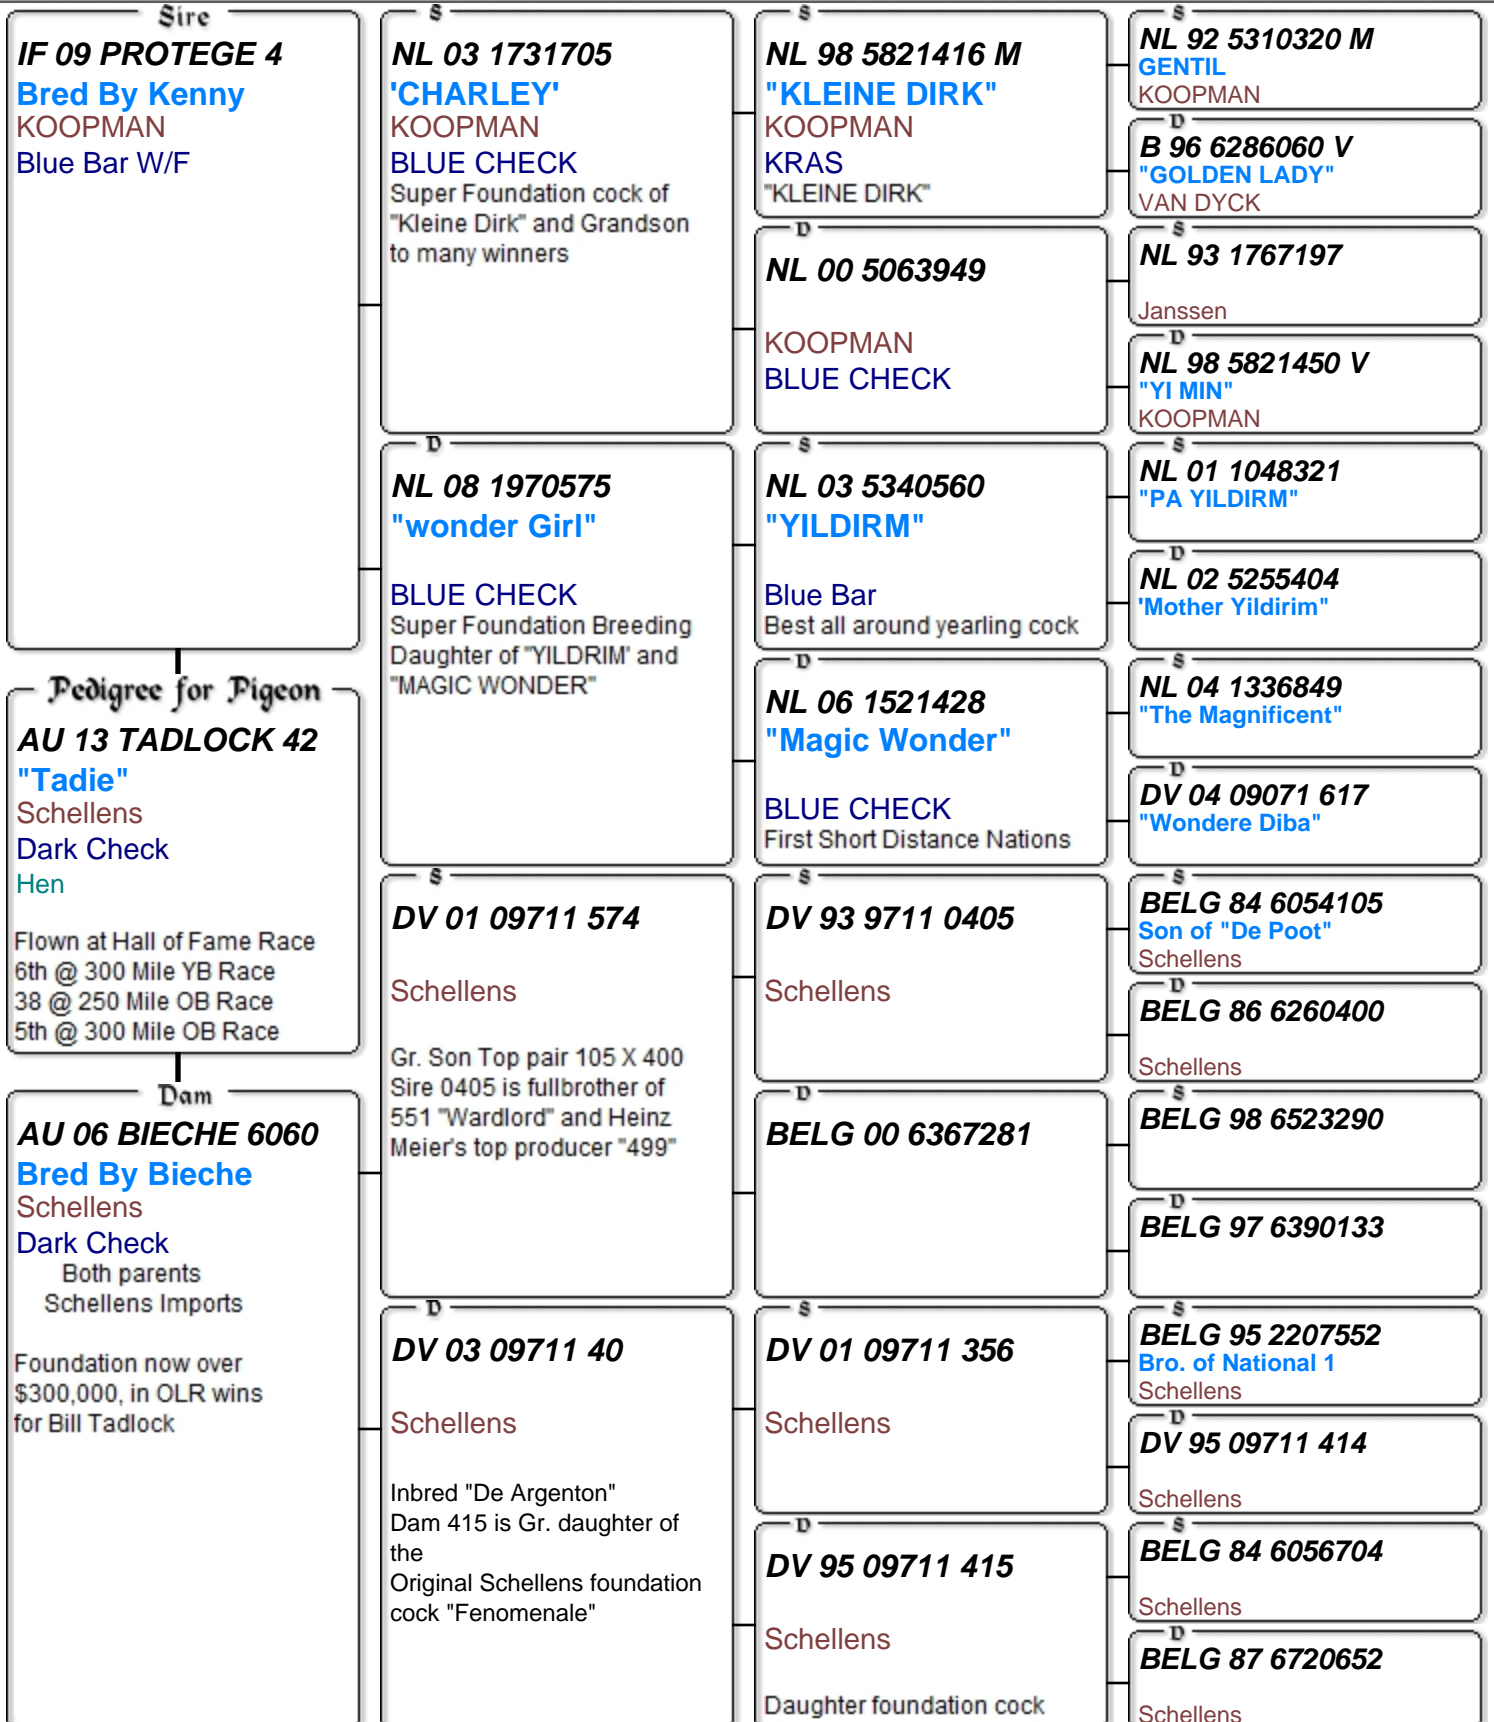 Sire
IF 09 PROTEGE 4
Bred By Kenny
KOOPMAN
Blue Bar W/F
Pedigree for Pigeon
AU 13 TADLOCK 42
"Tadie"
Schellens
Dark Check
Hen
Flown at Hall of Fame Race
6th @ 300 Mile YB Race
38 @ 250 Mile OB Race
5th @ 300 Mile OB Race
Dam
AU 06 BIECHE 6060
Bred By Bieche
Schellens
Dark Check
Both parents
Schellens Imports
Foundation now over
$300,000, in OLR wins
for Bill Tadlock
S
NL 03 1731705
'CHARLEY'
KOOPMAN
BLUE CHECK
Super Foundation cock of
"Kleine Dirk" and Grandson
to many winners
D
NL 08 1970575
"wonder Girl"
BLUE CHECK
Super Foundation Breeding
Daughter of "YILDRIM' and
"MAGIC WONDER"
S
DV 01 09711 574
Schellens
Gr. Son Top pair 105 X 400
Sire 0405 is fullbrother of
551 "Wardlord" and Heinz
Meier's top producer "499"
D
DV 03 09711 40
Schellens
Inbred "De Argenton"
Dam 415 is Gr. daughter of
the
Original Schellens foundation
cock "Fenomenale"
S
NL 98 5821416 M
"KLEINE DIRK"
KOOPMAN
KRAS
"KLEINE DIRK"
D
NL 00 5063949
KOOPMAN
BLUE CHECK
S
NL 03 5340560
"YILDIRM"
Blue Bar
Best all around yearling cock
D
NL 06 1521428
"Magic Wonder"
BLUE CHECK
First Short Distance Nations
S
DV 93 9711 0405
Schellens
D
BELG 00 6367281
S
DV 01 09711 356
Schellens
D
DV 95 09711 415
Schellens
Daughter foundation cock
S
NL 92 5310320 M
GENTIL
KOOPMAN
D
B 96 6286060 V
"GOLDEN LADY"
VAN DYCK
S
NL 93 1767197
Janssen
D
NL 98 5821450 V
"YI MIN"
KOOPMAN
S
NL 01 1048321
"PA YILDIRM"
D
NL 02 5255404
'Mother Yildirim"
S
NL 04 1336849
"The Magnificent"
D
DV 04 09071 617
"Wondere Diba"
S
BELG 84 6054105
Son of "De Poot"
Schellens
D
BELG 86 6260400
Schellens
S
BELG 98 6523290
D
BELG 97 6390133
S
BELG 95 2207552
Bro. of National 1
Schellens
D
DV 95 09711 414
Schellens
S
BELG 84 6056704
Schellens
D
BELG 87 6720652
Schellens